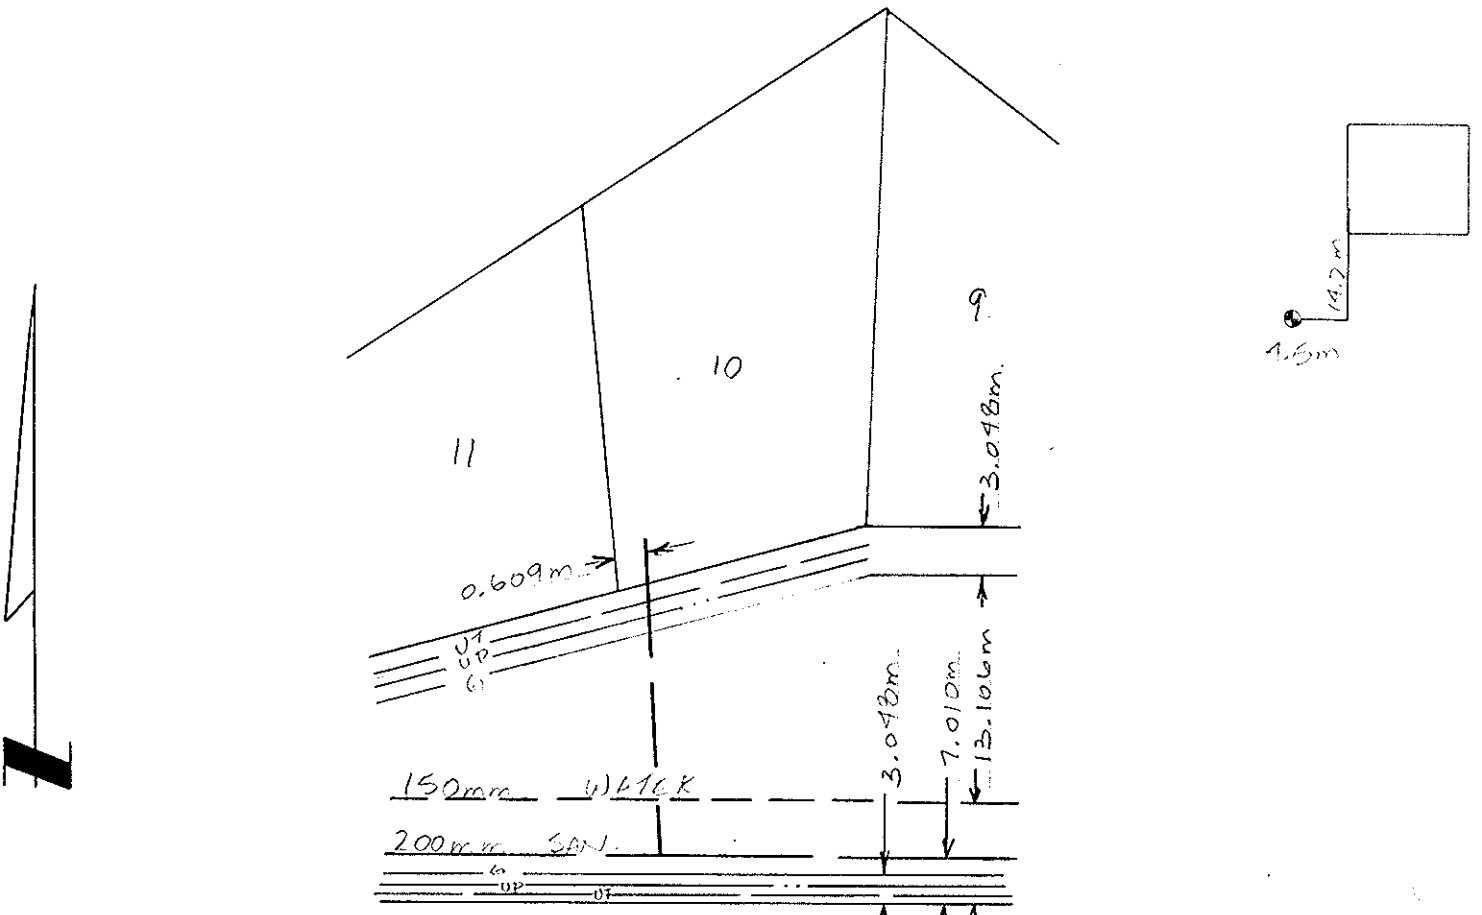 9.
14.7m
4.5m
10
11
3.048m.
0.609m.
UT
UP
G
3.048m.
7.010m.
13.106m
150mm WATER
200mm SAN.
G
UP
UT